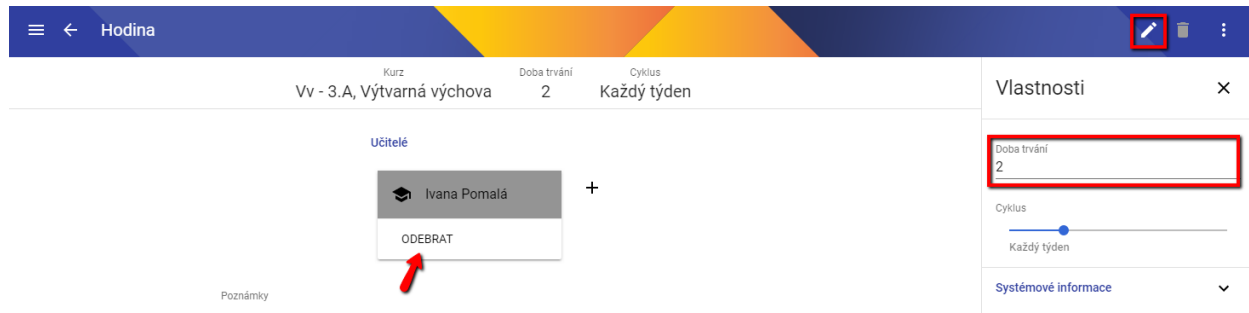 Hodina
Kurz Doba trvání Cyklus
Vv - 3.A, Výtvarná výchova 2 Každý týden
Učitelé
Ivana Pomalá
ODEBRAT
Poznámky
Vlastnosti
Doba trvání
2
Cyklus
Každý týden
Systémové informace